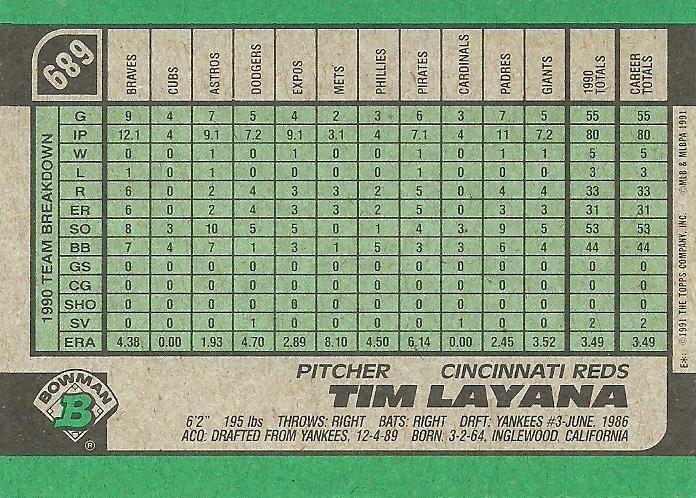 689
BRAVES CUBS ASTROS DODGERS EXPOS METS PHILLIES PIRATES CARDINALS PADRES GIANTS 1990 TOTALS CAREER TOTALS
1990 TEAM BREAKDOWN
G 9 4 7 5 4 2 3 6 3 7 5 55 55
IP 12.1 4 9.1 7.2 9.1 3.1 4 7.1 4 11 7.2 80 80
W 0 0 1 0 1 0 0 1 0 1 1 5 5
L 1 0 0 0 0 1 0 1 0 0 0 3 3
R 6 0 2 4 3 3 2 5 0 4 4 33 33
ER 6 0 2 4 3 3 2 5 0 3 3 31 31
SO 8 3 10 5 5 0 1 4 3 9 5 53 53
BB 7 4 7 1 3 1 5 3 3 6 4 44 44
GS 0 0 0 0 0 0 0 0 0 0 0 0 0
CG 0 0 0 0 0 0 0 0 0 0 0 0 0
SHO 0 0 0 0 0 0 0 0 0 0 0 0 0
SV 0 0 0 1 0 0 0 0 1 0 0 2 2
ERA 4.38 0.00 1.93 4.70 2.89 8.10 4.50 6.14 0.00 2.45 3.52 3.49 3.49
E*: ©1991 THE TOPPS COMPANY, INC. ©MLB & MLBPA 1991
BOWMAN
B
®
PITCHER CINCINNATI REDS
TIM LAYANA
6'2" 195 lbs THROWS: RIGHT BATS: RIGHT DRFT: YANKEES #3-JUNE, 1986
ACQ: DRAFTED FROM YANKEES, 12-4-89 BORN: 3-2-64, INGLEWOOD, CALIFORNIA